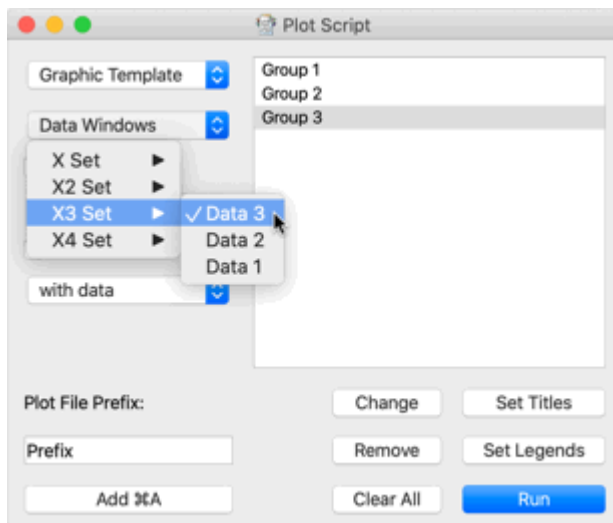 Plot Script
Graphic Template
Data Windows
X Set
X2 Set
X3 Set
X4 Set
✓ Data 3
Data 2
Data 1
with data
Group 1
Group 2
Group 3
Plot File Prefix:
Change
Set Titles
Prefix
Remove
Set Legends
Add ⌘A
Clear All
Run